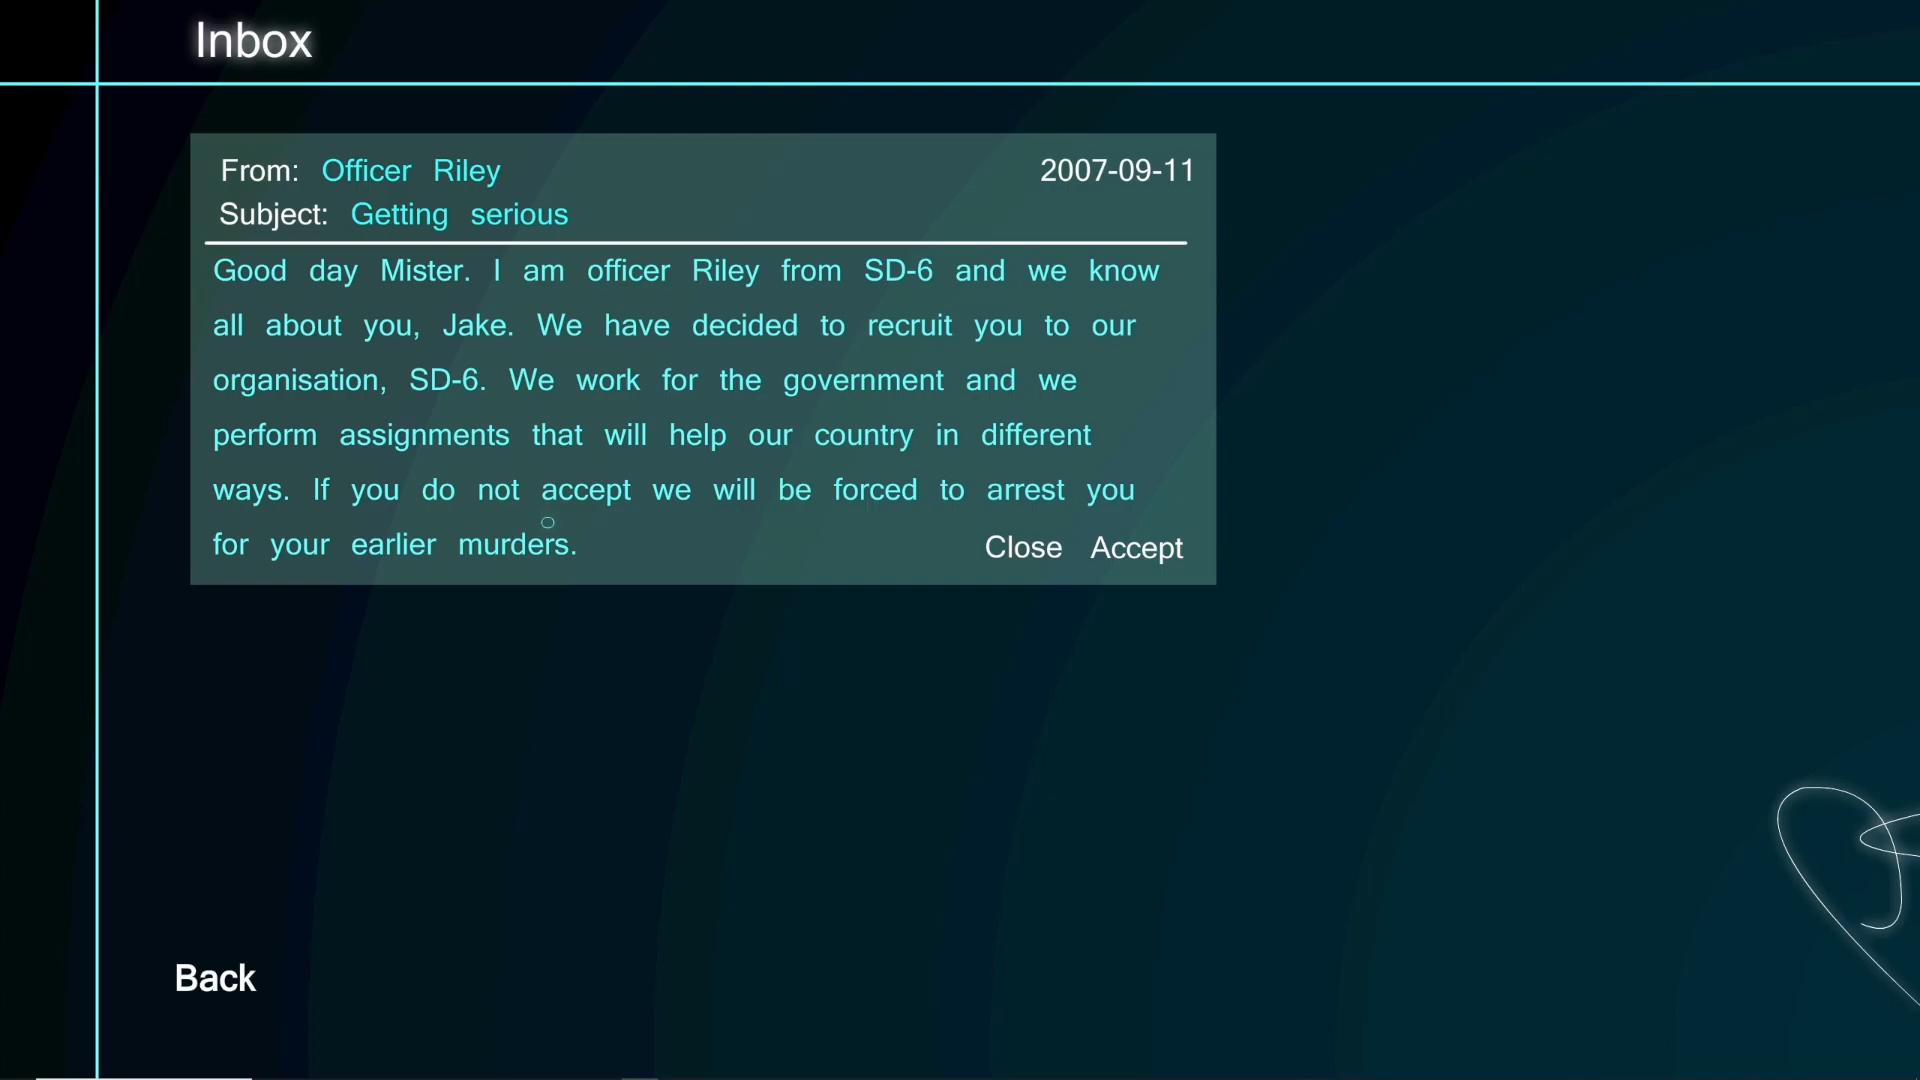 Inbox
From: Officer Riley 2007-09-11
Subject: Getting serious
Good day Mister. I am officer Riley from SD-6 and we know
all about you, Jake. We have decided to recruit you to our
organisation, SD-6. We work for the government and we
perform assignments that will help our country in different
ways. If you do not accept we will be forced to arrest you
for your earlier murders.
Close Accept
Back